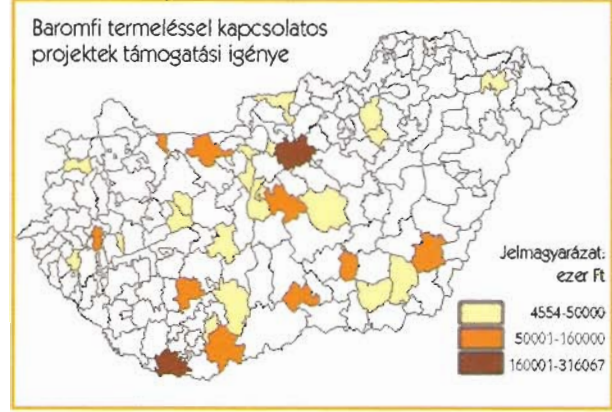 Baromfi termeléssel kapcsolatos
projektek támogatási igénye
Jelmagyarázat:
ezer Ft
4554-50000
50001-160000
160001-316067